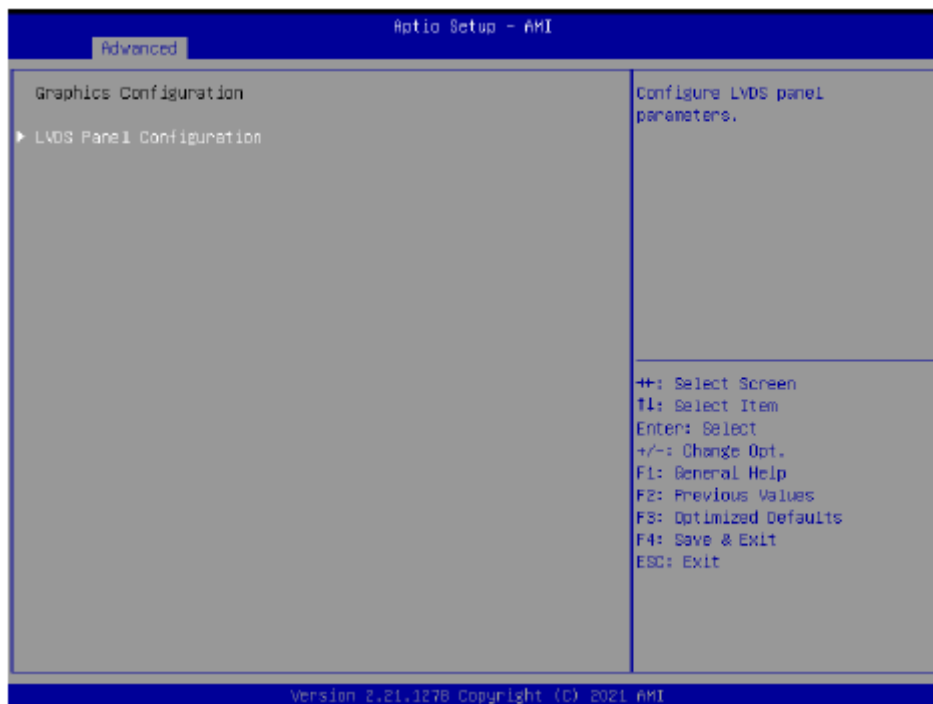 Aptio Setup - AMI
Advanced
Graphics Configuration
▶ LVDS Panel Configuration
Configure LVDS panel
parameters.
→←: Select Screen
↑↓: Select Item
Enter: Select
+/-: Change Opt.
F1: General Help
F2: Previous Values
F3: Optimized Defaults
F4: Save & Exit
ESC: Exit
Version 2.21.1278 Copyright (C) 2021 AMI